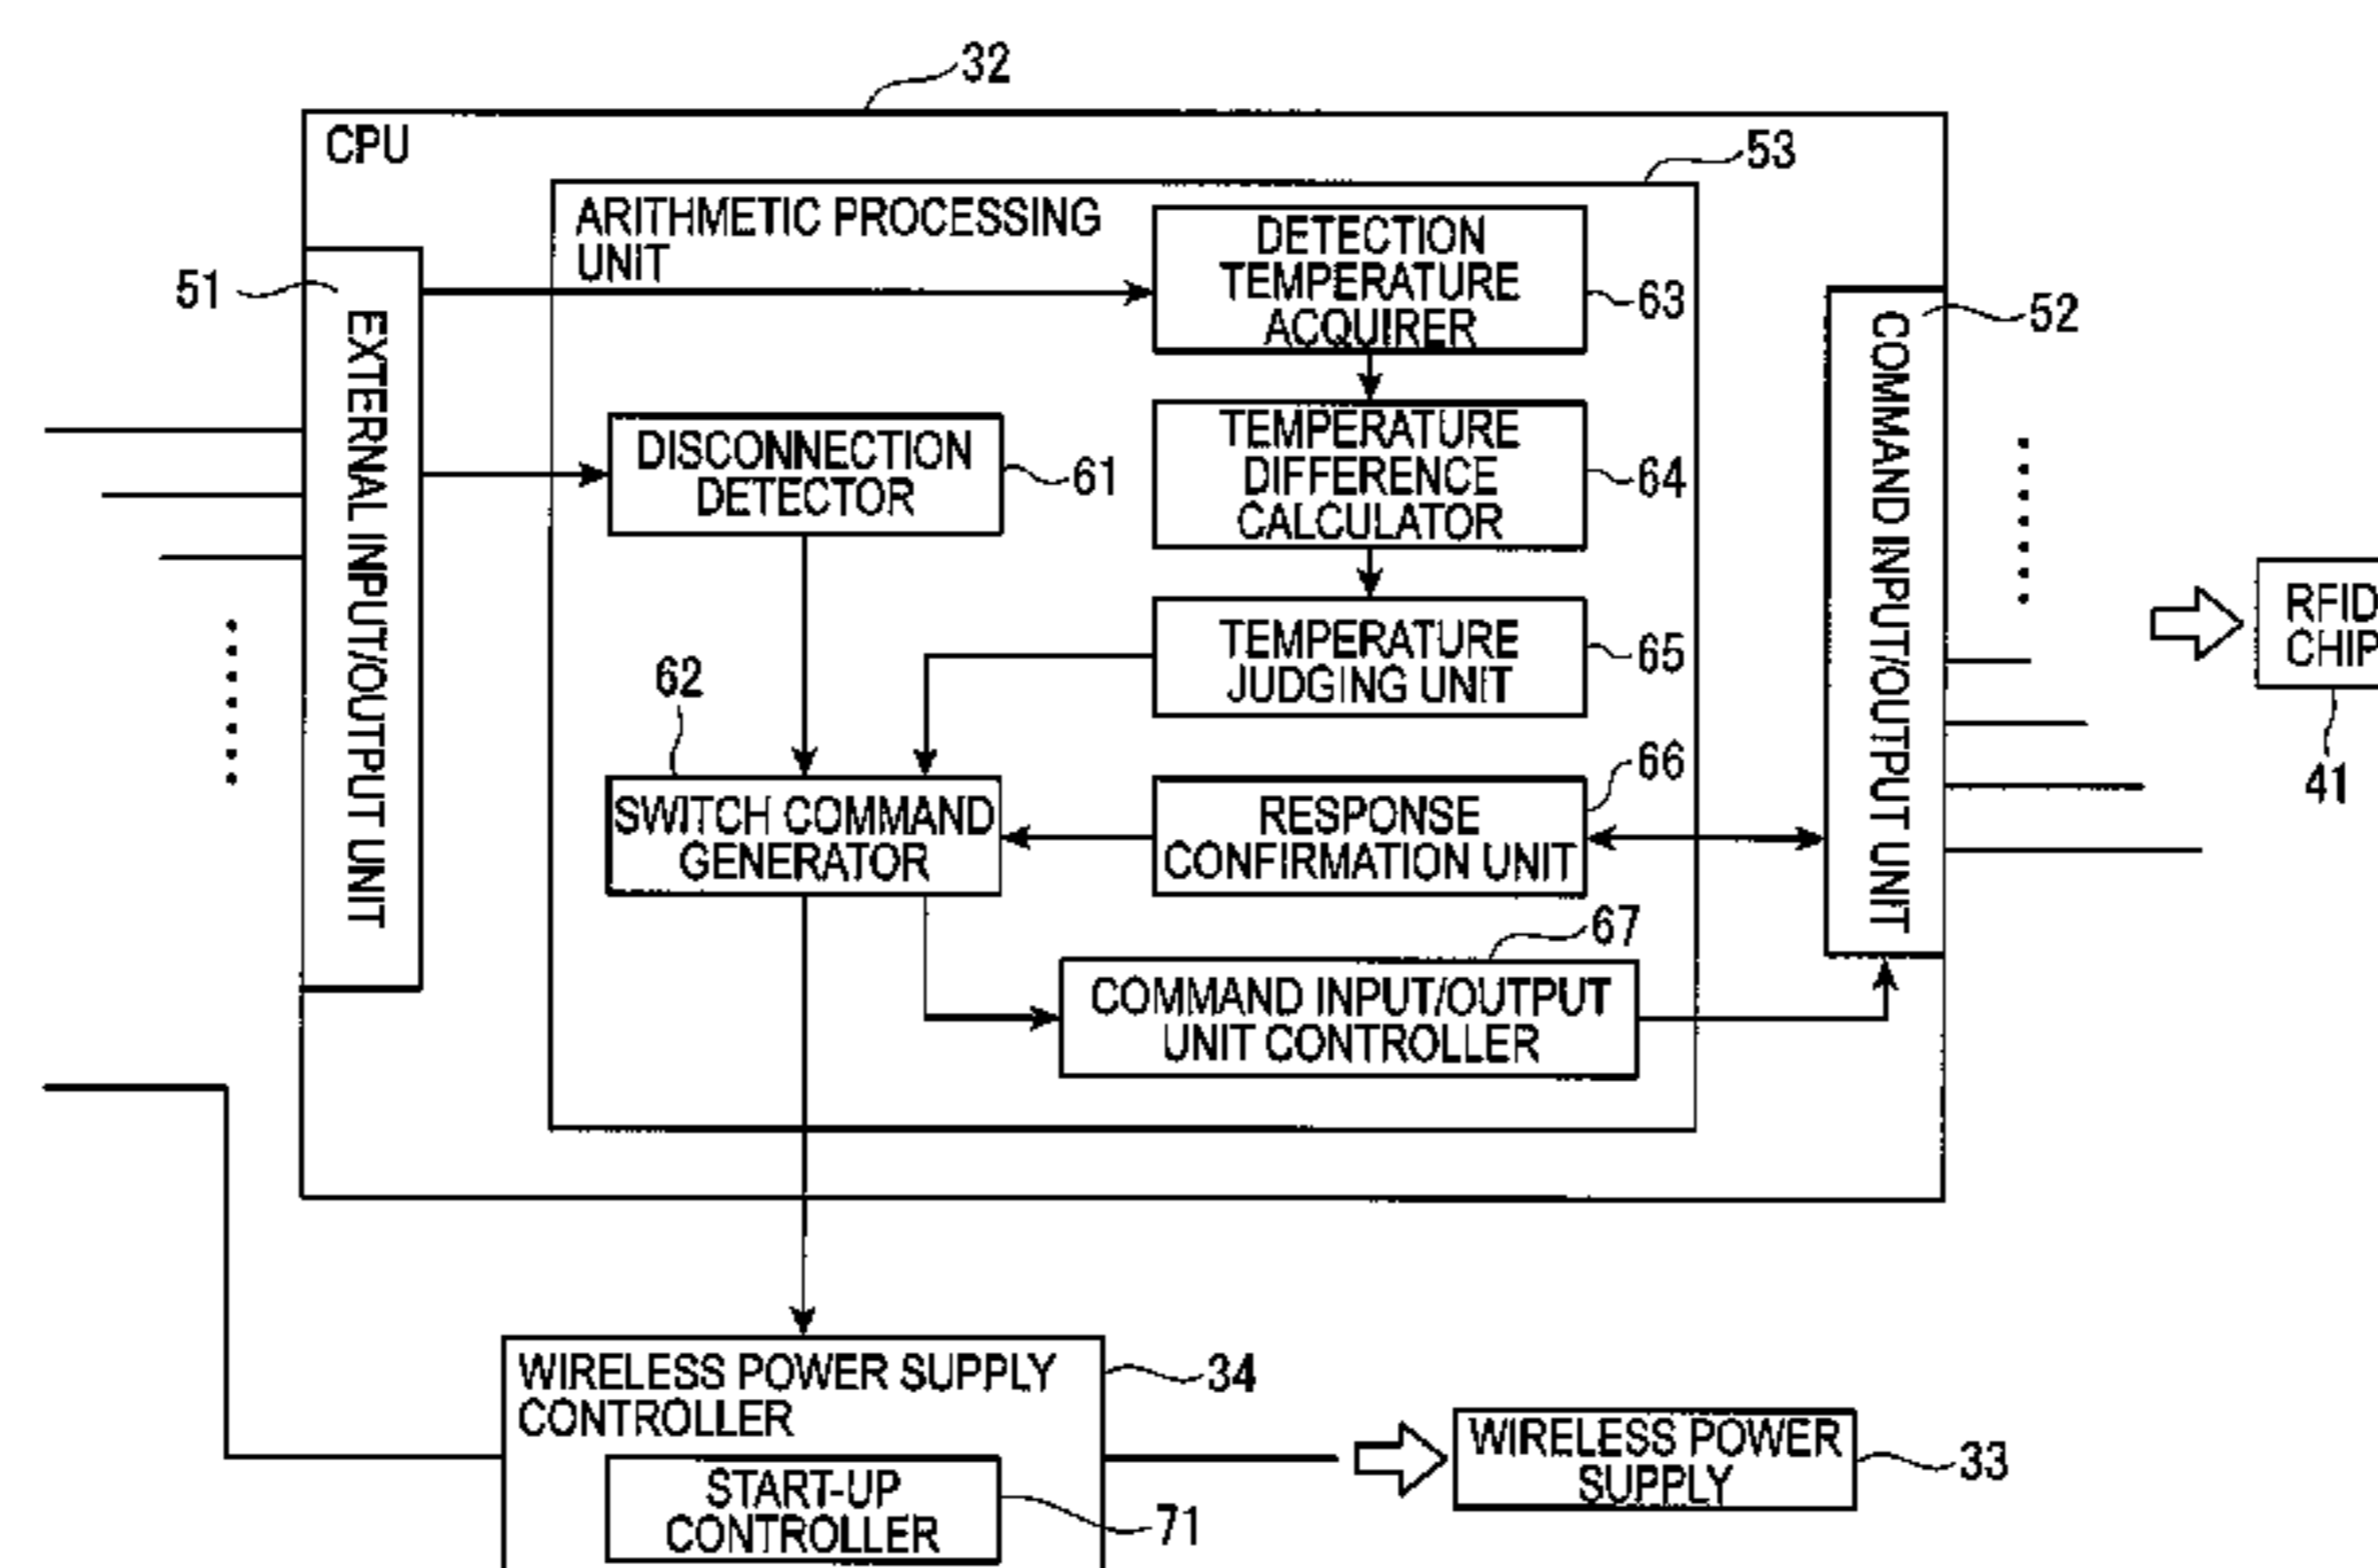 32
CPU
53
ARITHMETIC PROCESSING
UNIT
DETECTION
TEMPERATURE
ACQUIRER
63
51
EXTERNAL INPUT/OUTPUT UNIT
52
COMMAND INPUT/OUTPUT UNIT
DISCONNECTION
DETECTOR
61
TEMPERATURE
DIFFERENCE
CALCULATOR
64
RFID
CHIP
41
TEMPERATURE
JUDGING UNIT
65
62
SWITCH COMMAND
GENERATOR
RESPONSE
CONFIRMATION UNIT
66
67
COMMAND INPUT/OUTPUT
UNIT CONTROLLER
WIRELESS POWER SUPPLY
CONTROLLER
34
START-UP
CONTROLLER
71
WIRELESS POWER
SUPPLY
33